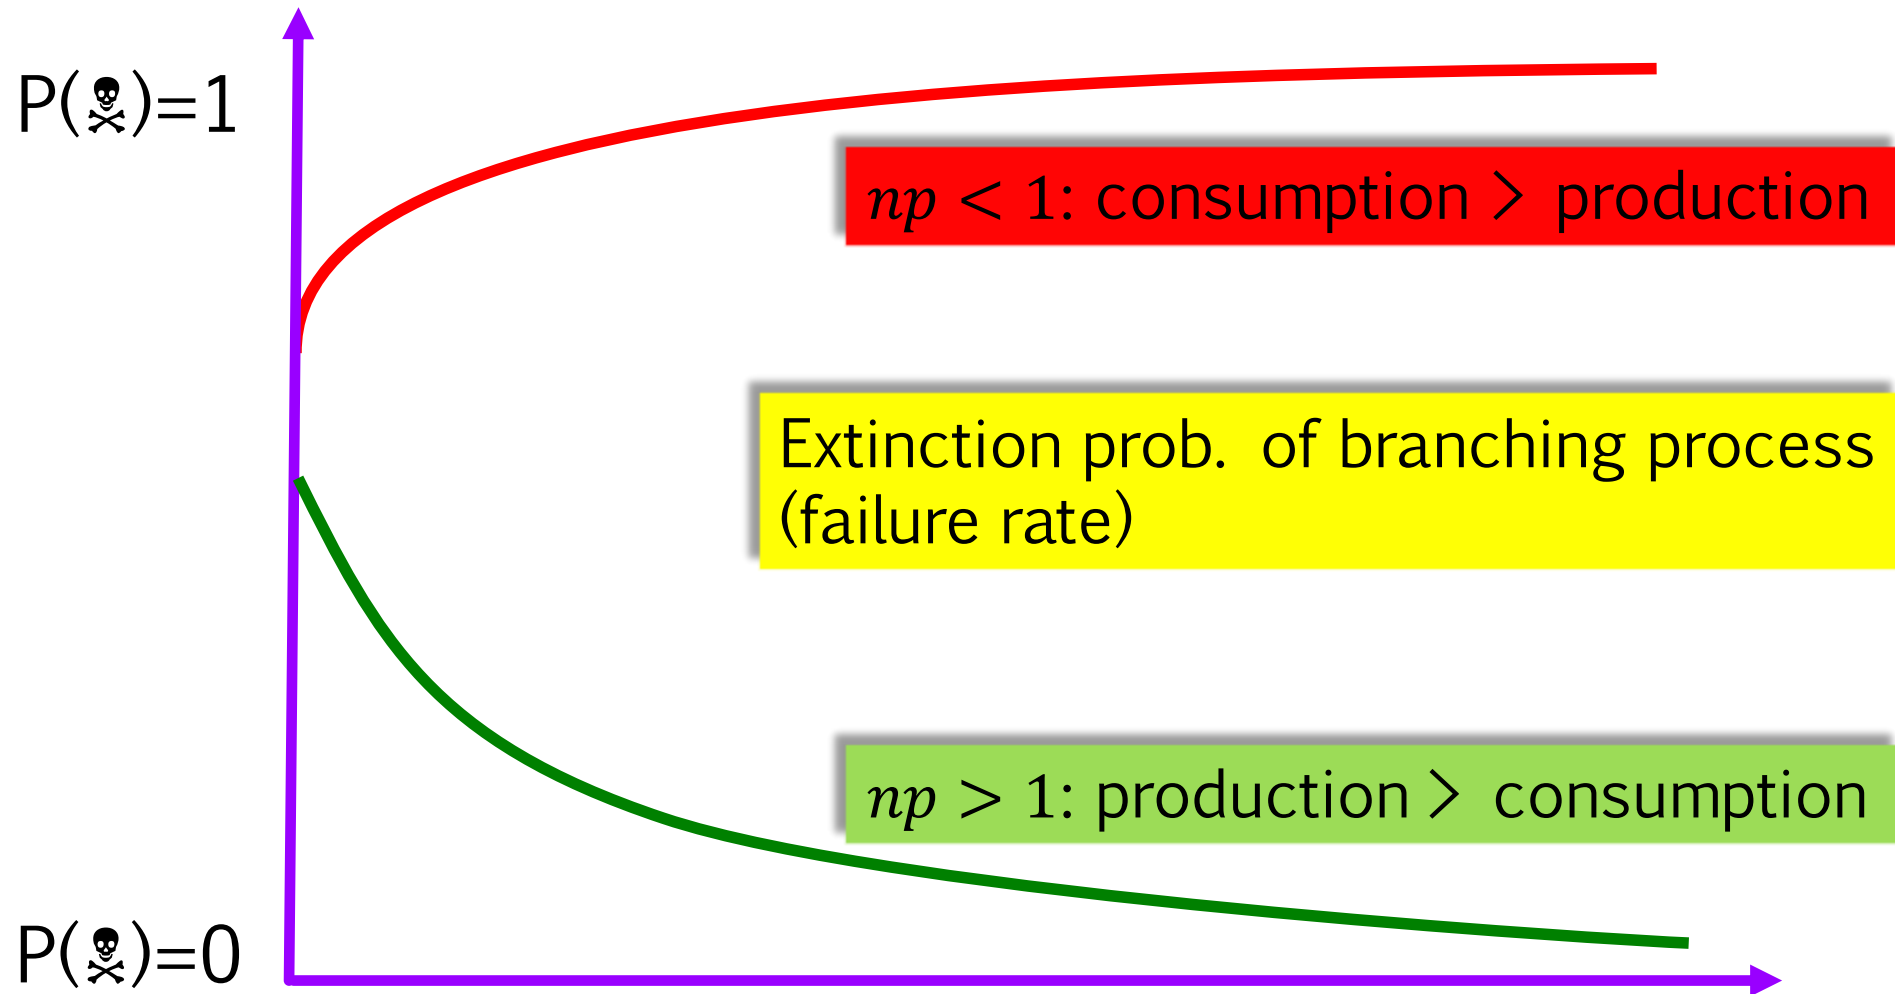 P(☠)=1
np < 1: consumption > production
Extinction prob. of branching process
(failure rate)
np > 1: production > consumption
P(☠)=0